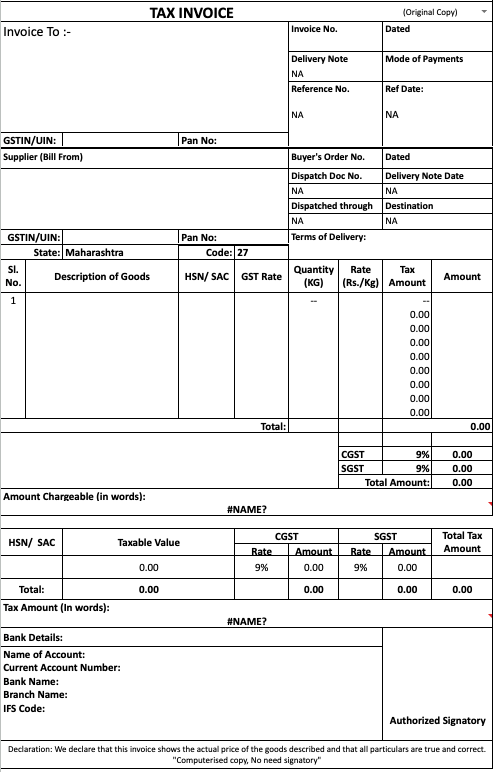 TAX INVOICE (Original Copy)
Invoice To :-
Invoice No. Dated
Delivery Note Mode of Payments
NA
Reference No. Ref Date:
NA NA
GSTIN/UIN: Pan No:
Supplier (Bill From) Buyer's Order No. Dated
Dispatch Doc No. Delivery Note Date
NA NA
Dispatched through Destination
NA NA
GSTIN/UIN: Pan No: Terms of Delivery:
State: Maharashtra Code: 27
Sl. No. Description of Goods HSN/ SAC GST Rate Quantity (KG) Rate (Rs./Kg) Tax Amount Amount
1 -- --
0.00
0.00
0.00
0.00
0.00
0.00
0.00
0.00
Total: 0.00
CGST 9% 0.00
SGST 9% 0.00
Total Amount: 0.00
Amount Chargeable (in words):
#NAME?
HSN/ SAC Taxable Value CGST SGST Total Tax Amount
Rate Amount Rate Amount
0.00 9% 0.00 9% 0.00
Total: 0.00 0.00 0.00 0.00
Tax Amount (In words):
#NAME?
Bank Details:
Name of Account:
Current Account Number:
Bank Name:
Branch Name:
IFS Code:
Authorized Signatory
Declaration: We declare that this invoice shows the actual price of the goods described and that all particulars are true and correct.
"Computerised copy, No need signatory"